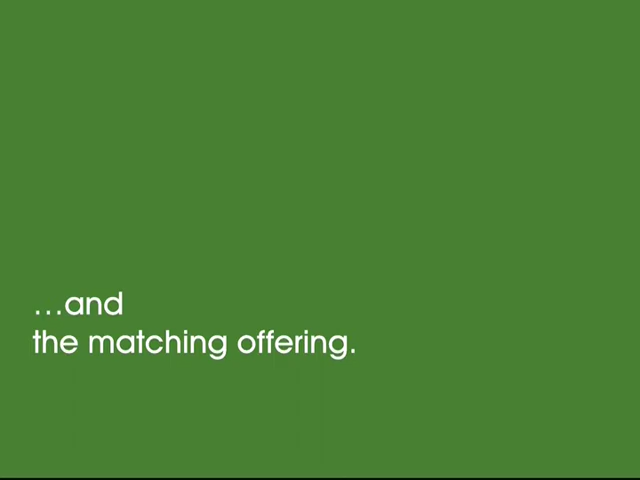 …and
the matching offering.